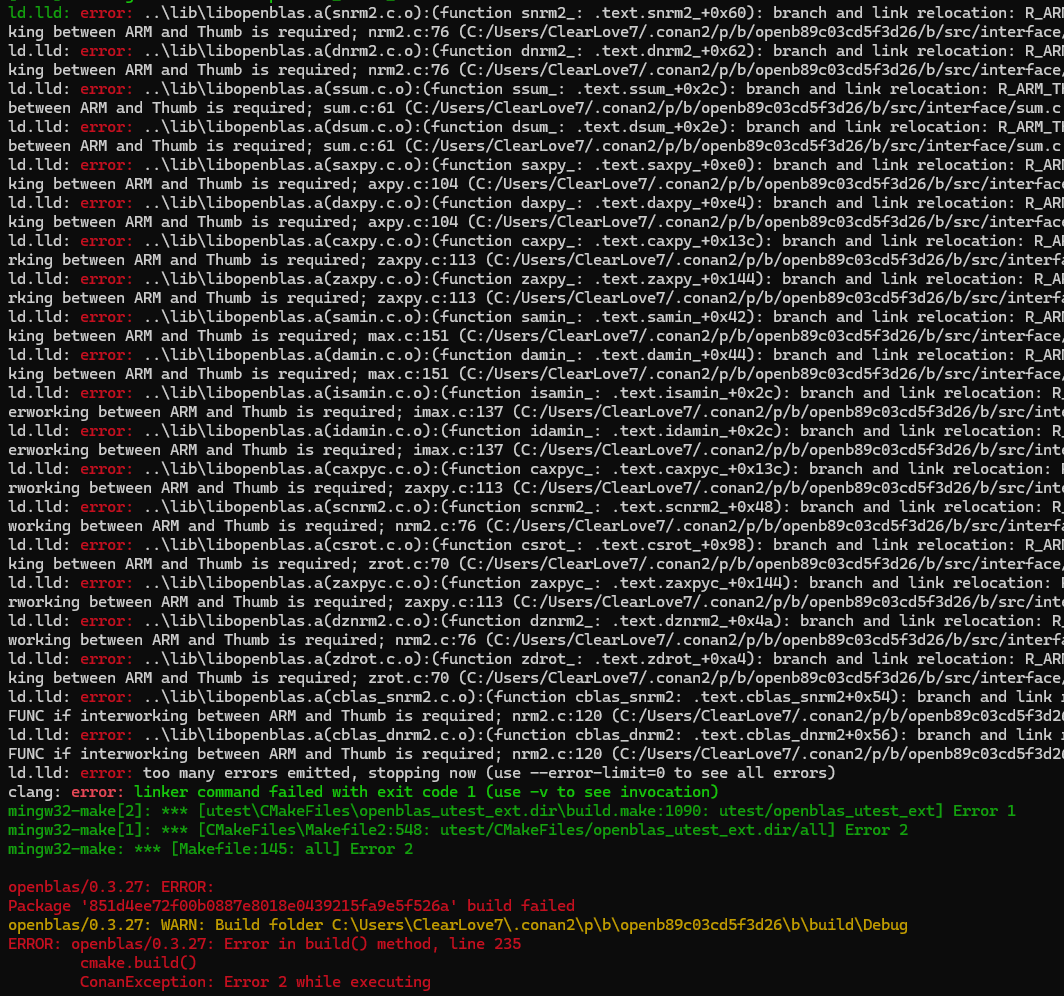 ld.lld: error: ..\lib\libopenblas.a(snrm2.c.o):(function snrm2_: .text.snrm2_+0x60): branch and link relocation: R_AR
king between ARM and Thumb is required; nrm2.c:76 (C:/Users/ClearLove7/.conan2/p/b/openb89c03cd5f3d26/b/src/interface/
ld.lld: error: ..\lib\libopenblas.a(dnrm2.c.o):(function dnrm2_: .text.dnrm2_+0x62): branch and link relocation: R_AR
king between ARM and Thumb is required; nrm2.c:76 (C:/Users/ClearLove7/.conan2/p/b/openb89c03cd5f3d26/b/src/interface/
ld.lld: error: ..\lib\libopenblas.a(ssum.c.o):(function ssum_: .text.ssum_+0x2c): branch and link relocation: R_ARM_T
between ARM and Thumb is required; sum.c:61 (C:/Users/ClearLove7/.conan2/p/b/openb89c03cd5f3d26/b/src/interface/sum.c
ld.lld: error: ..\lib\libopenblas.a(dsum.c.o):(function dsum_: .text.dsum_+0x2e): branch and link relocation: R_ARM_T
between ARM and Thumb is required; sum.c:61 (C:/Users/ClearLove7/.conan2/p/b/openb89c03cd5f3d26/b/src/interface/sum.c
ld.lld: error: ..\lib\libopenblas.a(saxpy.c.o):(function saxpy_: .text.saxpy_+0xe0): branch and link relocation: R_AR
king between ARM and Thumb is required; axpy.c:104 (C:/Users/ClearLove7/.conan2/p/b/openb89c03cd5f3d26/b/src/interfac
ld.lld: error: ..\lib\libopenblas.a(daxpy.c.o):(function daxpy_: .text.daxpy_+0xe4): branch and link relocation: R_AR
king between ARM and Thumb is required; axpy.c:104 (C:/Users/ClearLove7/.conan2/p/b/openb89c03cd5f3d26/b/src/interfac
ld.lld: error: ..\lib\libopenblas.a(caxpy.c.o):(function caxpy_: .text.caxpy_+0x13c): branch and link relocation: R_A
rking between ARM and Thumb is required; zaxpy.c:113 (C:/Users/ClearLove7/.conan2/p/b/openb89c03cd5f3d26/b/src/interf
ld.lld: error: ..\lib\libopenblas.a(zaxpy.c.o):(function zaxpy_: .text.zaxpy_+0x144): branch and link relocation: R_A
rking between ARM and Thumb is required; zaxpy.c:113 (C:/Users/ClearLove7/.conan2/p/b/openb89c03cd5f3d26/b/src/interf
ld.lld: error: ..\lib\libopenblas.a(samin.c.o):(function samin_: .text.samin_+0x42): branch and link relocation: R_AR
king between ARM and Thumb is required; max.c:151 (C:/Users/ClearLove7/.conan2/p/b/openb89c03cd5f3d26/b/src/interface/
ld.lld: error: ..\lib\libopenblas.a(damin.c.o):(function damin_: .text.damin_+0x44): branch and link relocation: R_AR
king between ARM and Thumb is required; max.c:151 (C:/Users/ClearLove7/.conan2/p/b/openb89c03cd5f3d26/b/src/interface/
ld.lld: error: ..\lib\libopenblas.a(isamin.c.o):(function isamin_: .text.isamin_+0x2c): branch and link relocation: R
erworking between ARM and Thumb is required; imax.c:137 (C:/Users/ClearLove7/.conan2/p/b/openb89c03cd5f3d26/b/src/int
ld.lld: error: ..\lib\libopenblas.a(idamin.c.o):(function idamin_: .text.idamin_+0x2c): branch and link relocation: R
erworking between ARM and Thumb is required; imax.c:137 (C:/Users/ClearLove7/.conan2/p/b/openb89c03cd5f3d26/b/src/int
ld.lld: error: ..\lib\libopenblas.a(caxpyc.c.o):(function caxpyc_: .text.caxpyc_+0x13c): branch and link relocation:
rworking between ARM and Thumb is required; zaxpy.c:113 (C:/Users/ClearLove7/.conan2/p/b/openb89c03cd5f3d26/b/src/int
ld.lld: error: ..\lib\libopenblas.a(scnrm2.c.o):(function scnrm2_: .text.scnrm2_+0x48): branch and link relocation: R
working between ARM and Thumb is required; nrm2.c:76 (C:/Users/ClearLove7/.conan2/p/b/openb89c03cd5f3d26/b/src/interfa
ld.lld: error: ..\lib\libopenblas.a(csrot.c.o):(function csrot_: .text.csrot_+0x98): branch and link relocation: R_AR
king between ARM and Thumb is required; zrot.c:70 (C:/Users/ClearLove7/.conan2/p/b/openb89c03cd5f3d26/b/src/interface/
ld.lld: error: ..\lib\libopenblas.a(zaxpyc.c.o):(function zaxpyc_: .text.zaxpyc_+0x144): branch and link relocation:
rworking between ARM and Thumb is required; zaxpy.c:113 (C:/Users/ClearLove7/.conan2/p/b/openb89c03cd5f3d26/b/src/int
ld.lld: error: ..\lib\libopenblas.a(dznrm2.c.o):(function dznrm2_: .text.dznrm2_+0x4a): branch and link relocation: R
working between ARM and Thumb is required; nrm2.c:76 (C:/Users/ClearLove7/.conan2/p/b/openb89c03cd5f3d26/b/src/interfa
ld.lld: error: ..\lib\libopenblas.a(zdrot.c.o):(function zdrot_: .text.zdrot_+0xa4): branch and link relocation: R_AR
king between ARM and Thumb is required; zrot.c:70 (C:/Users/ClearLove7/.conan2/p/b/openb89c03cd5f3d26/b/src/interface/
ld.lld: error: ..\lib\libopenblas.a(cblas_snrm2.c.o):(function cblas_snrm2: .text.cblas_snrm2+0x54): branch and link
FUNC if interworking between ARM and Thumb is required; nrm2.c:120 (C:/Users/ClearLove7/.conan2/p/b/openb89c03cd5f3d2
ld.lld: error: ..\lib\libopenblas.a(cblas_dnrm2.c.o):(function cblas_dnrm2: .text.cblas_dnrm2+0x56): branch and link
FUNC if interworking between ARM and Thumb is required; nrm2.c:120 (C:/Users/ClearLove7/.conan2/p/b/openb89c03cd5f3d2
ld.lld: error: too many errors emitted, stopping now (use --error-limit=0 to see all errors)
clang: error: linker command failed with exit code 1 (use -v to see invocation)
mingw32-make[2]: *** [utest\CMakeFiles\openblas_utest_ext.dir\build.make:1090: utest/openblas_utest_ext] Error 1
mingw32-make[1]: *** [CMakeFiles\Makefile2:548: utest/CMakeFiles/openblas_utest_ext.dir/all] Error 2
mingw32-make: *** [Makefile:145: all] Error 2
openblas/0.3.27: ERROR:
Package '851d4ee72f00b0887e8018e0439215fa9e5f526a' build failed
openblas/0.3.27: WARN: Build folder C:\Users\ClearLove7\.conan2\p\b\openb89c03cd5f3d26\b\build\Debug
ERROR: openblas/0.3.27: Error in build() method, line 235
cmake.build()
ConanException: Error 2 while executing